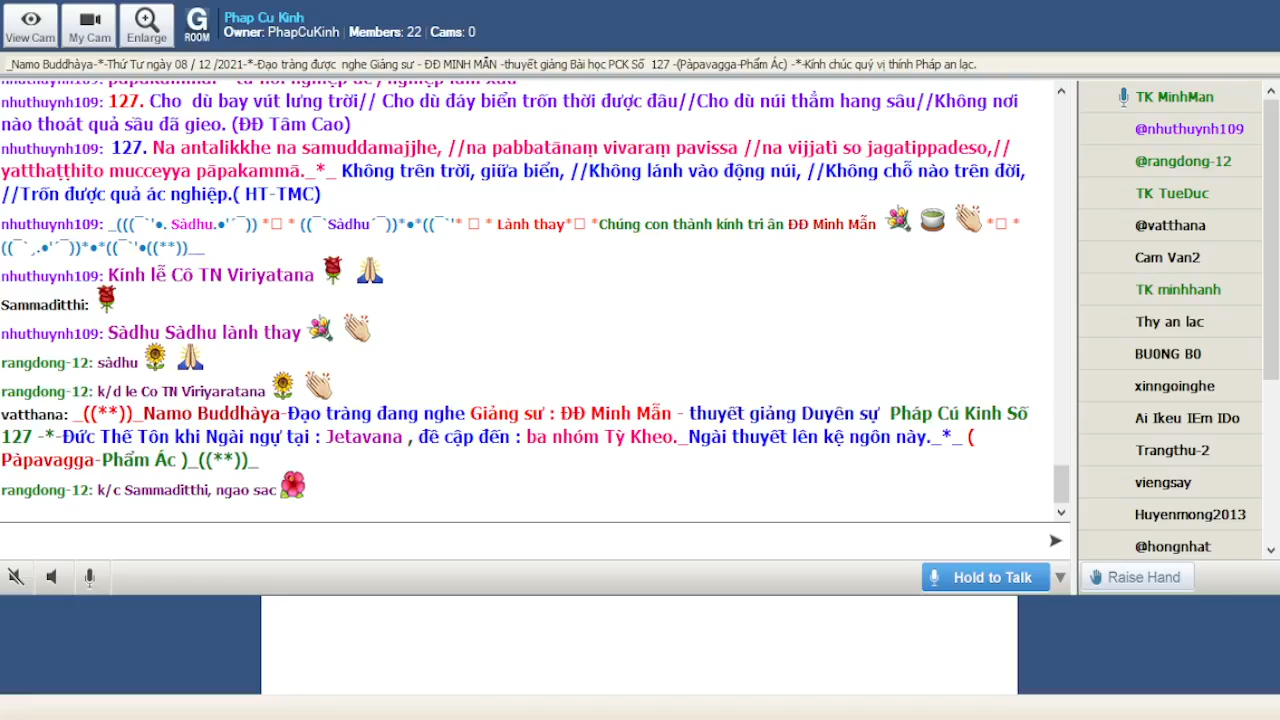 View Cam
My Cam
Enlarge
G
ROOM
Phap Cu Kinh
Owner: PhapCuKinh | Members: 22 | Cams: 0
_Namo Buddhàya-*-Thứ Tư ngày 08 / 12 /2021-*-Đạo tràng được nghe Giảng sư - ĐĐ MINH MẪN -thuyết giảng Bài học PCK Số 127 -(Pàpavagga-Phẩm Ác) -*-Kính chúc quý vị thính Pháp an lạc.
nhuthuynh109: 127. Cho dù bay vút lưng trời// Cho dù đáy biển trốn thời được đâu//Cho dù núi thẳm hang sâu//Không nơi
nào thoát quả sầu đã gieo. (ĐĐ Tâm Cao)
nhuthuynh109: 127. Na antalikkhe na samuddamajjhe, //na pabbatānaṃ vivaraṃ pavissa //na vijjatì so jagatippadeso,//
yatthaṭṭhito mucceyya pāpakammā._*_ Không trên trời, giữa biển, //Không lánh vào động núi, //Không chỗ nào trên đời,
//Trốn được quả ác nghiệp.( HT-TMC)
nhuthuynh109: _(((¯`'•. Sàdhu.•'´¯)) *□ * ((¯`Sàdhu´¯))*•*((¯`'* □ * Lành thay*□ *Chúng con thành kính tri ân ĐĐ Minh Mẫn *□ *
((¯`¸.•'´¯))*•*((¯`'•((**))__
nhuthuynh109: Kính lễ Cô TN Viriyatana
Sammaditthi:
nhuthuynh109: Sàdhu Sàdhu lành thay
rangdong-12: sàdhu
rangdong-12: k/d le Co TN Viriyaratana
vatthana: _((**))_Namo Buddhàya-Đạo tràng đang nghe Giảng sư : ĐĐ Minh Mẫn - thuyết giảng Duyên sự Pháp Cú Kinh Số
127 -*-Đức Thế Tôn khi Ngài ngự tại : Jetavana , đề cập đến : ba nhóm Tỳ Kheo._Ngài thuyết lên kệ ngôn này._*_ (
Pàpavagga-Phẩm Ác )_((**))_
rangdong-12: k/c Sammaditthi, ngao sac
Hold to Talk
TK MinhMan
@nhuthuynh109
@rangdong-12
TK TueDuc
@vatthana
Cam Van2
TK minhhanh
Thy an lac
BU0NG B0
xinngoinghe
Ai Ikeu IEm IDo
Trangthu-2
viengsay
Huyenmong2013
@hongnhat
Raise Hand